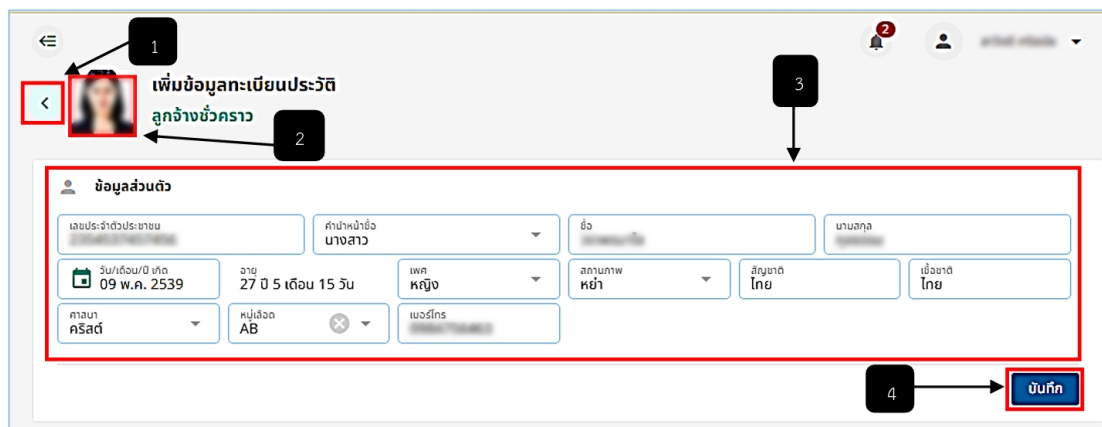 2
1
เพิ่มข้อมูลทะเบียนประวัติ
ลูกจ้างชั่วคราว
3
2
ข้อมูลส่วนตัว
เลขประจำตัวประชาชน คำนำหน้าชื่อ ชื่อ นามสกุล
นางสาว
วัน/เดือน/ปี เกิด อายุ เพศ สถานภาพ สัญชาติ เชื้อชาติ
09 พ.ค. 2539 27 ปี 5 เดือน 15 วัน หญิง หย่า ไทย ไทย
ศาสนา หมู่เลือด เบอร์โทร
คริสต์ AB
4
บันทึก